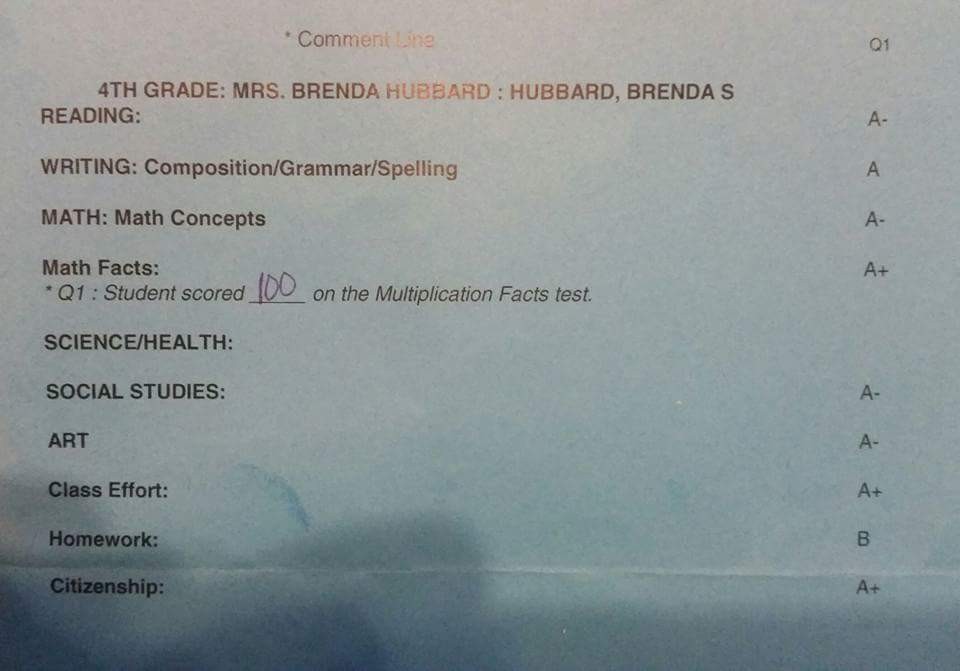 * Comment Line Q1
4TH GRADE: MRS. BRENDA HUBBARD : HUBBARD, BRENDA S
READING: A-
WRITING: Composition/Grammar/Spelling A
MATH: Math Concepts A-
Math Facts: A+
* Q1 : Student scored 100 on the Multiplication Facts test.
SCIENCE/HEALTH:
SOCIAL STUDIES: A-
ART A-
Class Effort: A+
Homework: B
Citizenship: A+